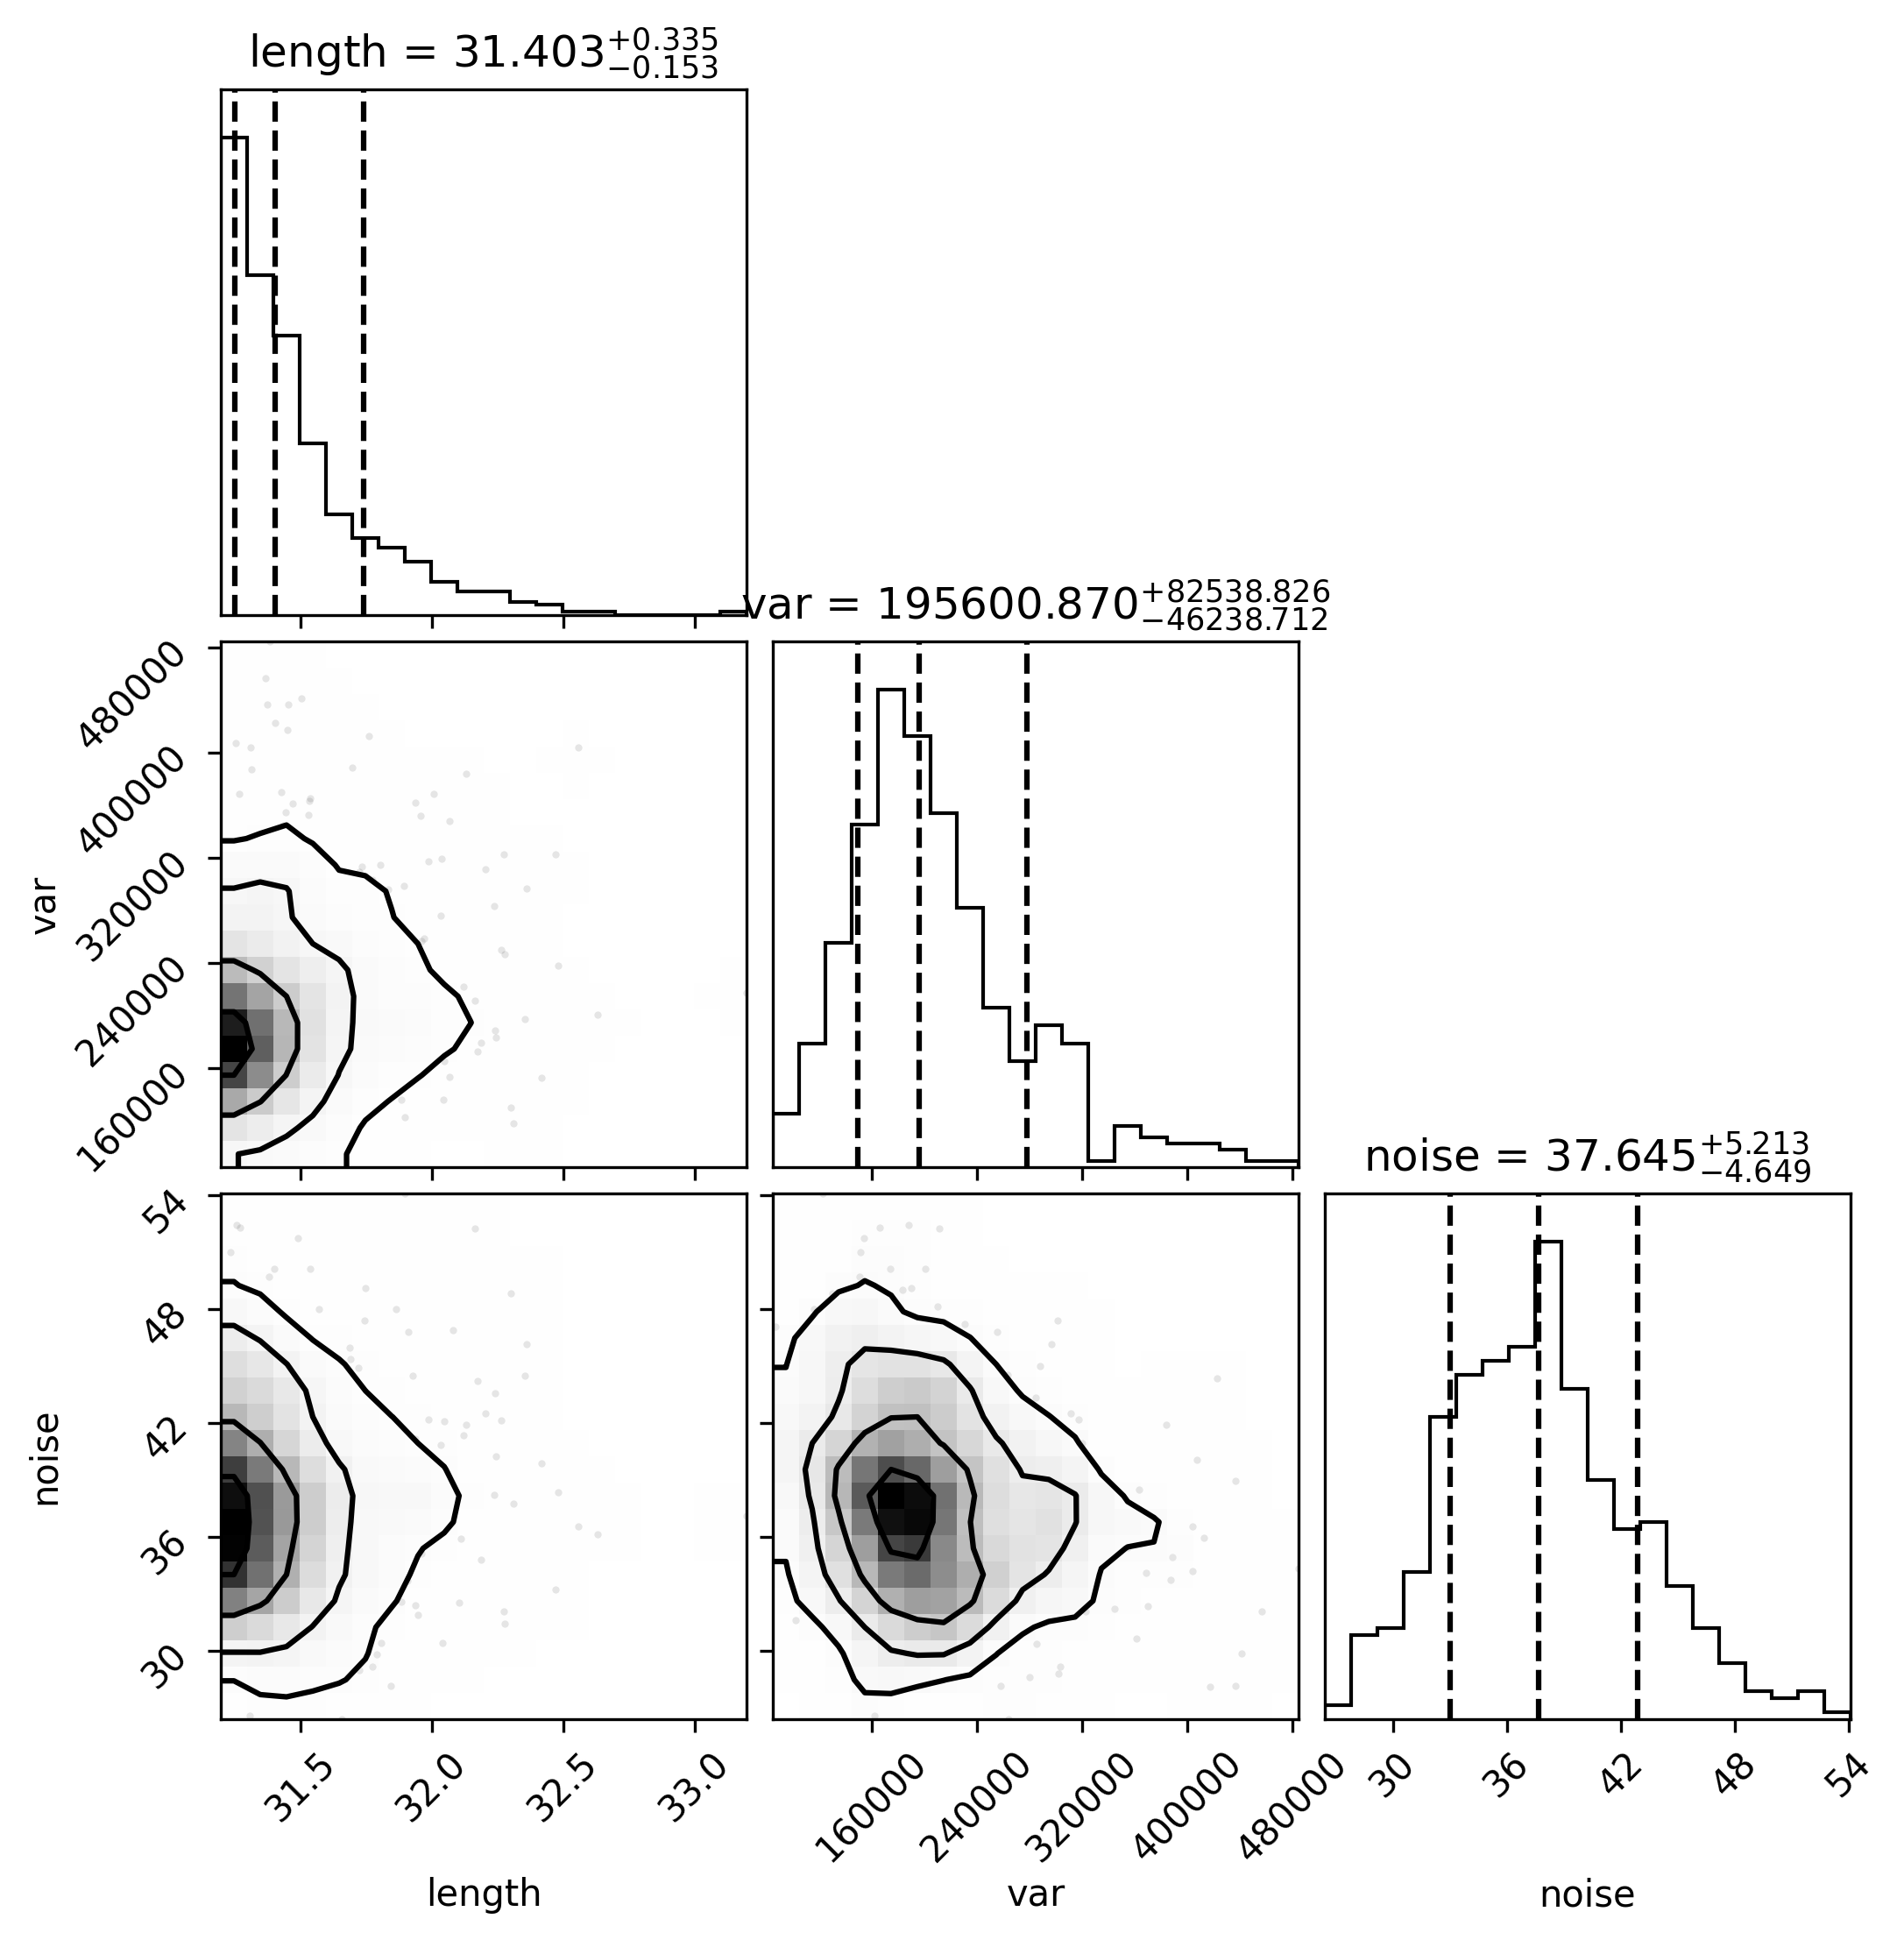 length = 31.403 +0.335 −0.153
var = 195600.870 +82538.826 −46238.712
480000
400000
320000
240000
160000
var
noise = 37.645 +5.213 −4.649
54
48
42
36
30
noise
31.5 32.0 32.5 33.0
160000 240000 320000 400000 480000
30 36 42 48 54
length
var
noise